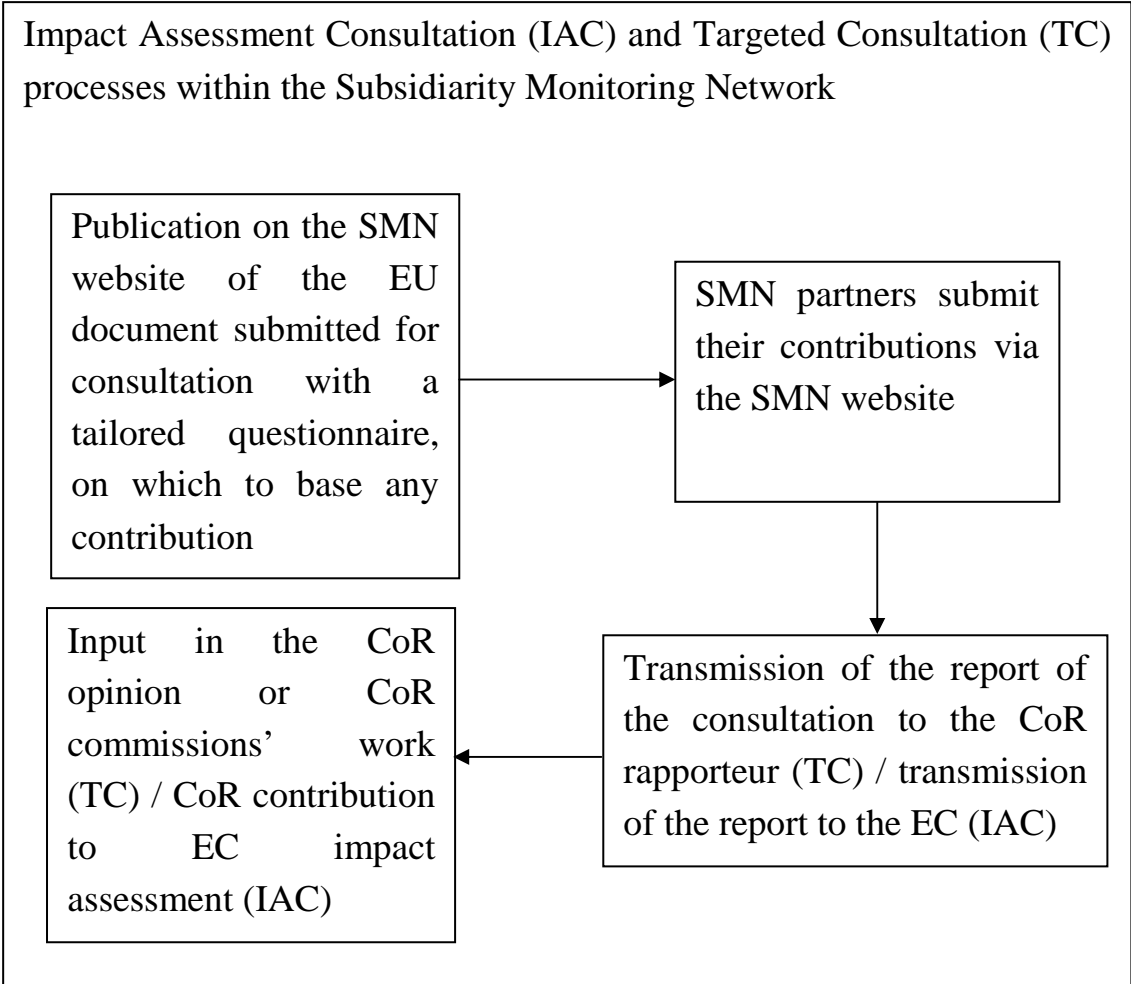 Impact Assessment Consultation (IAC) and Targeted Consultation (TC)
processes within the Subsidiarity Monitoring Network
Publication on the SMN
website of the EU
document submitted for
consultation with a
tailored questionnaire,
on which to base any
contribution
SMN partners submit
their contributions via
the SMN website
Transmission of the report of
the consultation to the CoR
rapporteur (TC) / transmission
of the report to the EC (IAC)
Input in the CoR
opinion or CoR
commissions’ work
(TC) / CoR contribution
to EC impact
assessment (IAC)